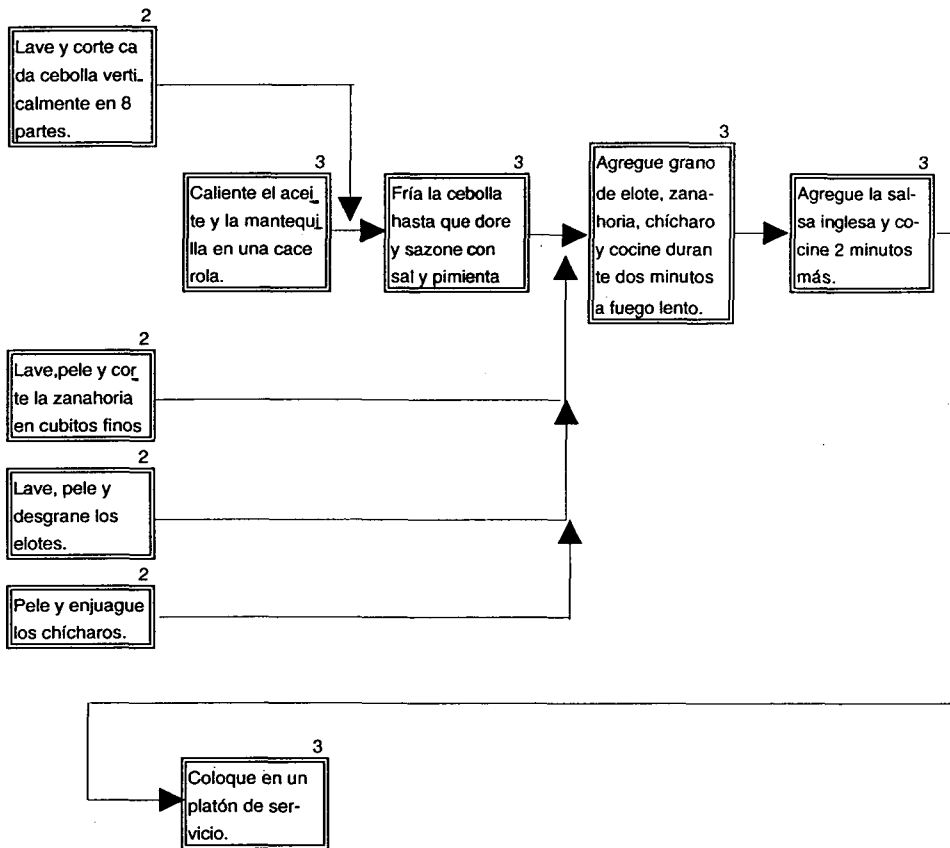 2
Lave y corte ca
da cebolla verti_
calmente en 8
partes.
3
Caliente el acei_
te y la mantequi_
lla en una cace
rola.
3
Fría la cebolla
hasta que dore
y sazone con
sal y pimienta
3
Agregue grano
de elote, zana-
horia, chícharo
y cocine duran
te dos minutos
a fuego lento.
3
Agregue la sal-
sa inglesa y co-
cine 2 minutos
más.
2
Lave,pele y cor_
te la zanahoria
en cubitos finos
2
Lave, pele y
desgrane los
elotes.
2
Pele y enjuague
los chícharos.
3
Coloque en un
platón de ser-
vicio.